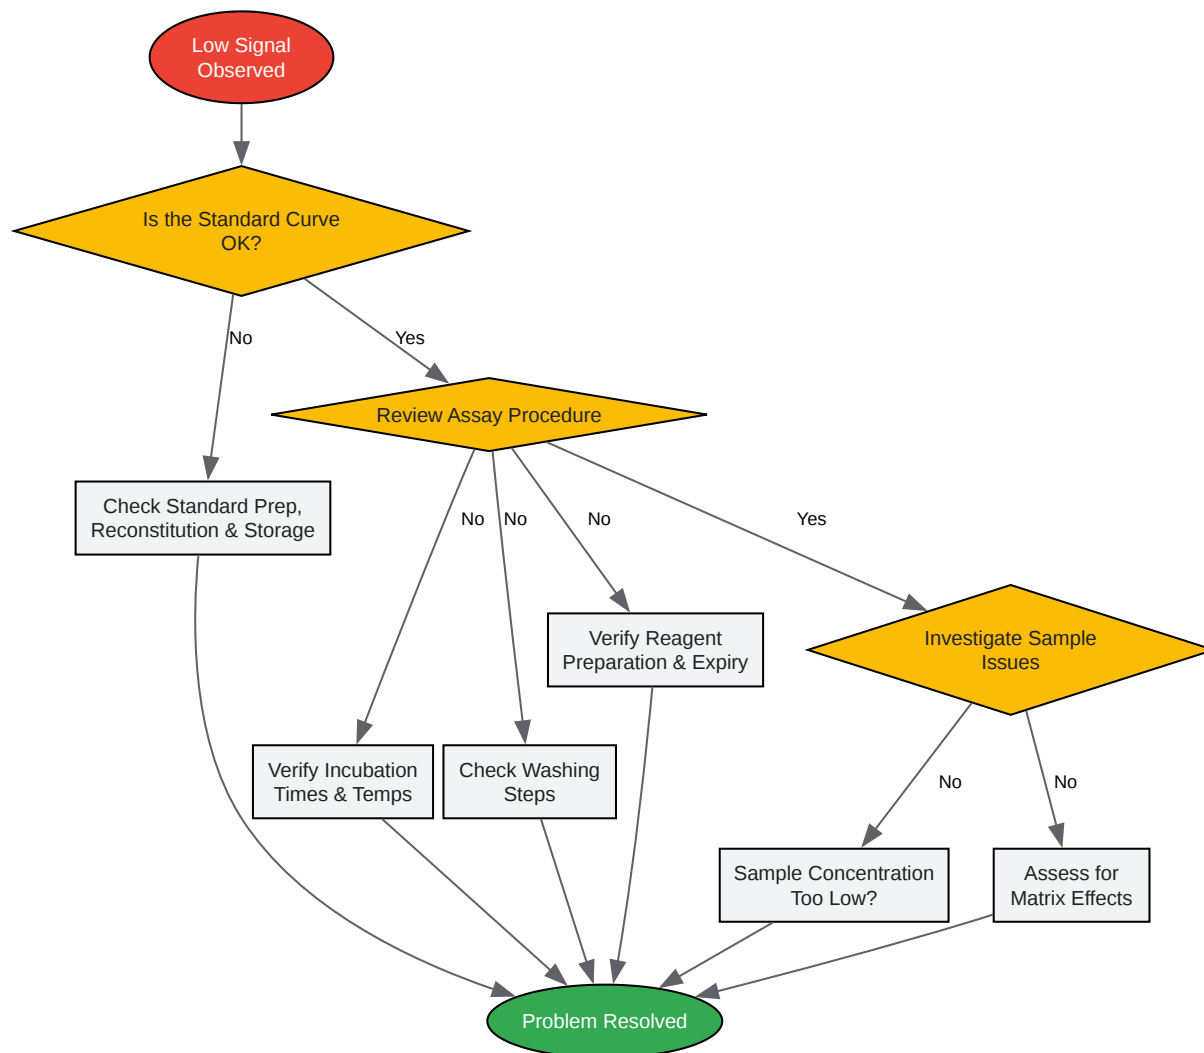 Low Signal
Observed
Is the Standard Curve
OK?
No
Yes
Review Assay Procedure
Check Standard Prep,
Reconstitution & Storage
No
No
No
Yes
Verify Reagent
Preparation & Expiry
Investigate Sample
Issues
Verify Incubation
Times & Temps
Check Washing
Steps
No
No
Sample Concentration
Too Low?
Assess for
Matrix Effects
Problem Resolved